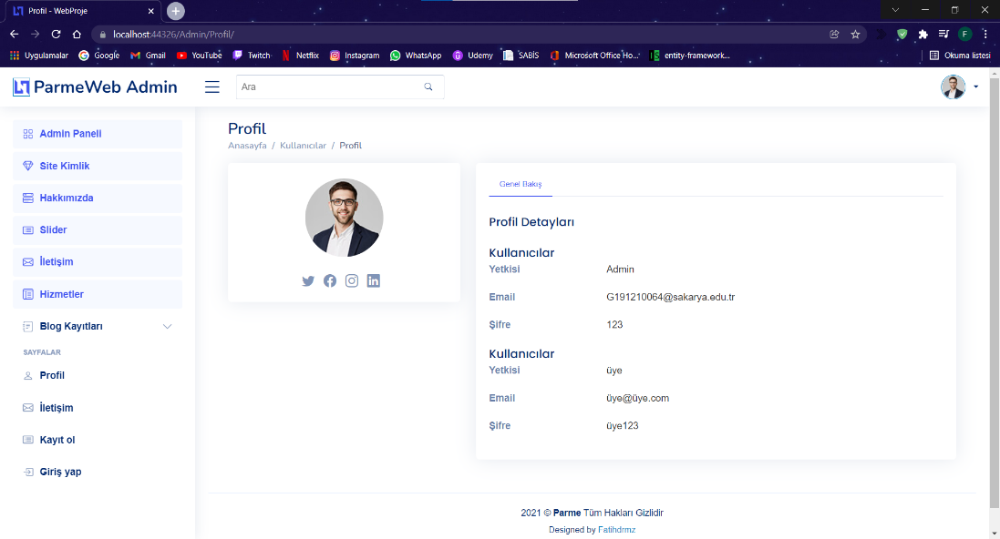 Profil - WebProje
localhost:44326/Admin/Profil/
F
Uygulamalar
Google
Gmail
YouTube
Twitch
Netflix
Instagram
WhatsApp
Udemy
SABİS
Microsoft Office Ho...
entity-framework...
Okuma listesi
ParmeWeb Admin
Ara
Admin Paneli
Site Kimlik
Hakkımızda
Slider
İletişim
Hizmetler
Blog Kayıtları
SAYFALAR
Profil
İletişim
Kayıt ol
Giriş yap
Profil
Anasayfa / Kullanıcılar / Profil
Genel Bakış
Profil Detayları
Kullanıcılar
Yetkisi Admin
Email G191210064@sakarya.edu.tr
Şifre 123
Kullanıcılar
Yetkisi üye
Email üye@üye.com
Şifre üye123
2021 © Parme Tüm Hakları Gizlidir
Designed by Fatihdrmz